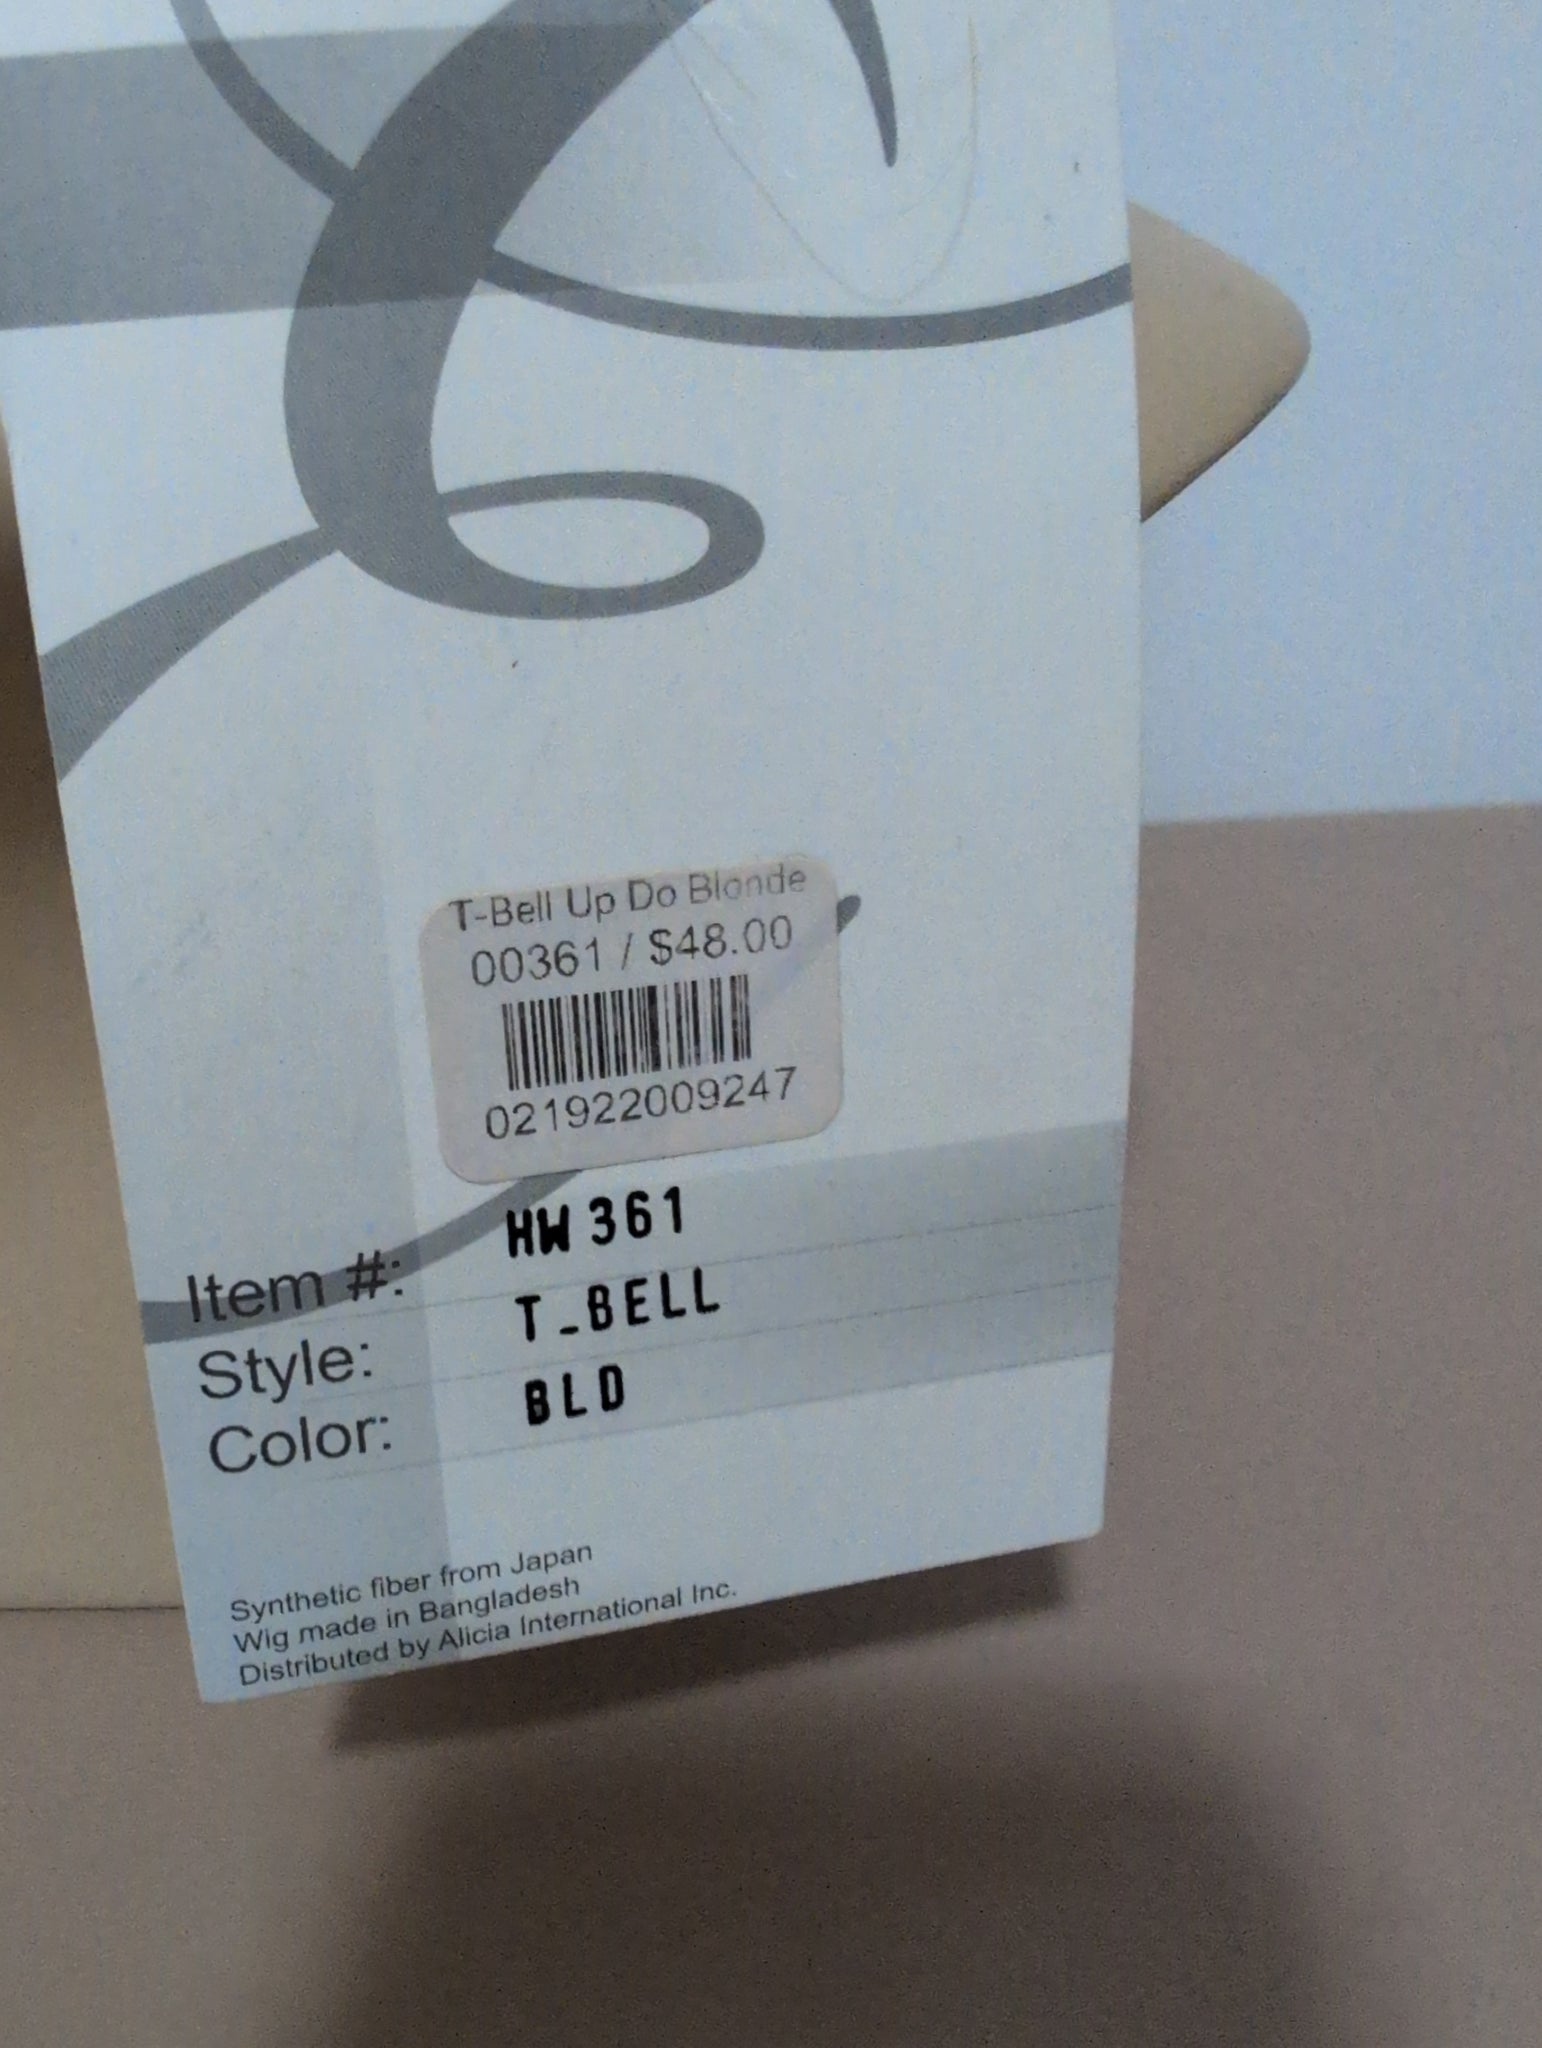 T-Bell Up Do Blonde
00361 / $48.00
021922009247
Item #: HW 361
Style: T_BELL
Color: BLD
Synthetic fiber from Japan
Wig made in Bangladesh
Distributed by Alicia International Inc.